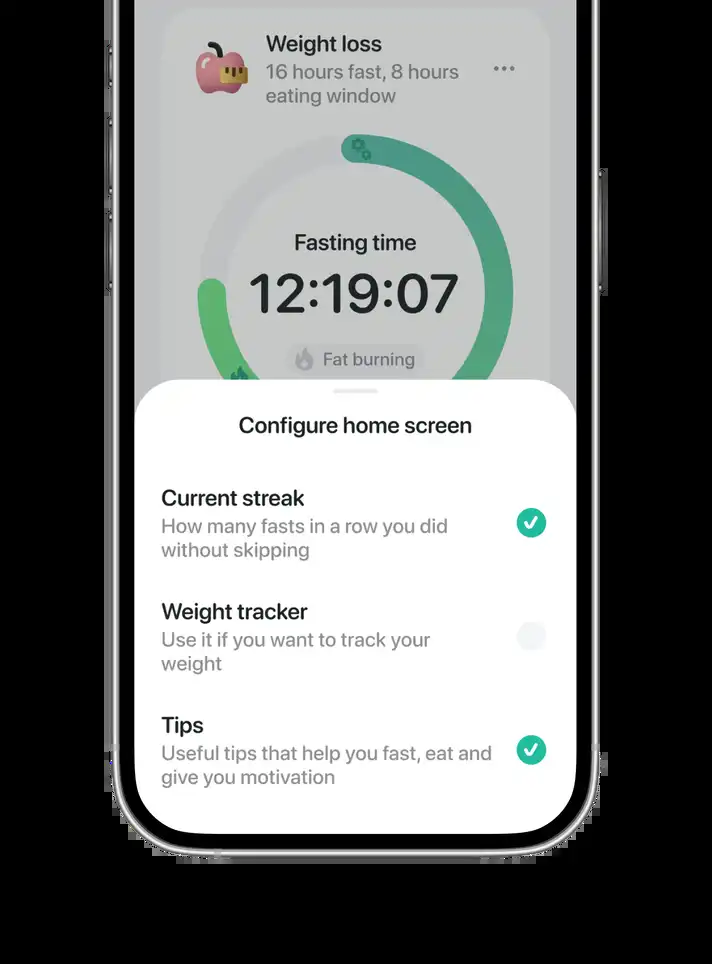 Weight loss
16 hours fast, 8 hours
eating window
Fasting time
12:19:07
Fat burning
Configure home screen
Current streak
How many fasts in a row you did
without skipping
Weight tracker
Use it if you want to track your
weight
Tips
Useful tips that help you fast, eat and
give you motivation